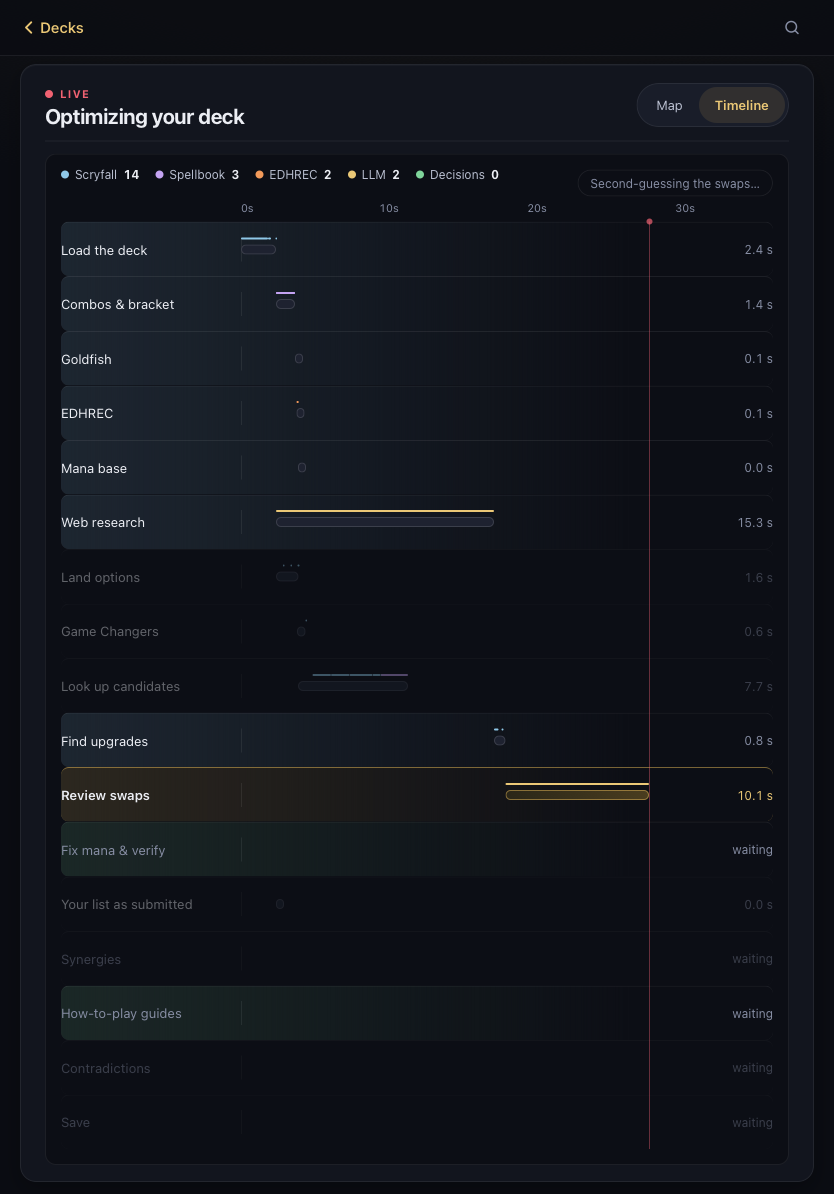 Decks
LIVE
Optimizing your deck
Map Timeline
Scryfall 14 Spellbook 3 EDHREC 2 LLM 2 Decisions 0
Second-guessing the swaps...
0s 10s 20s 30s
Load the deck 2.4 s
Combos & bracket 1.4 s
Goldfish 0.1 s
EDHREC 0.1 s
Mana base 0.0 s
Web research 15.3 s
Land options 1.6 s
Game Changers 0.6 s
Look up candidates 7.7 s
Find upgrades 0.8 s
Review swaps 10.1 s
Fix mana & verify waiting
Your list as submitted 0.0 s
Synergies waiting
How-to-play guides waiting
Contradictions waiting
Save waiting